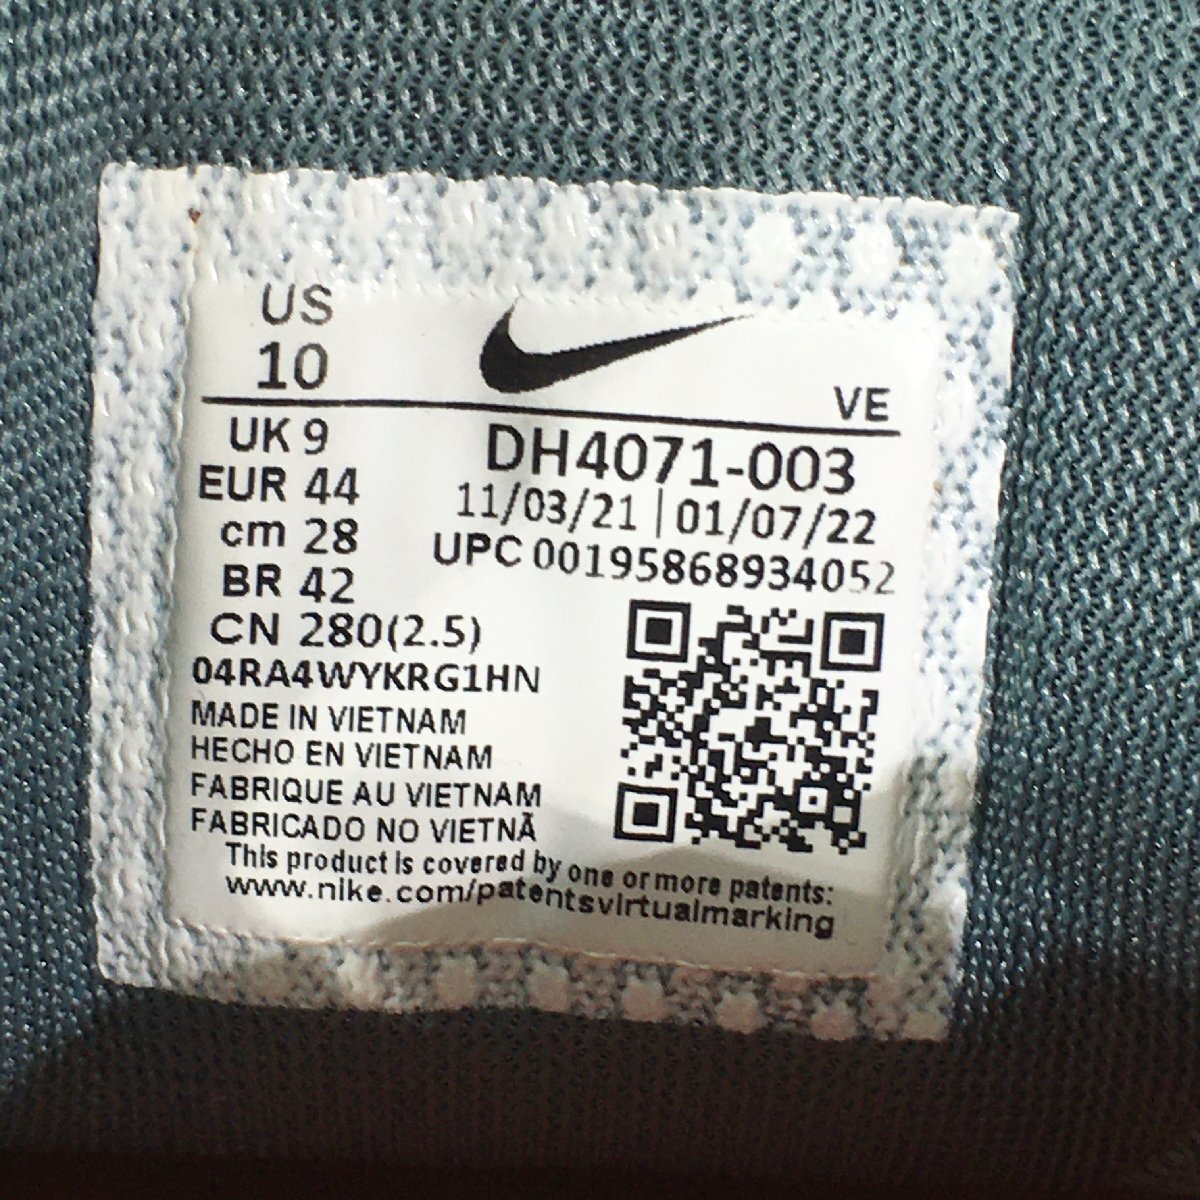 US
10
VE
UK 9
EUR 44
cm 28
BR 42
CN 280(2.5)
DH4071-003
11/03/21 | 01/07/22
UPC 00195868934052
04RA4WYKRG1HN
MADE IN VIETNAM
HECHO EN VIETNAM
FABRIQUE AU VIETNAM
FABRICADO NO VIETNÃ
This product is covered by one or more patents:
www.nike.com/patentsvirtualmarking